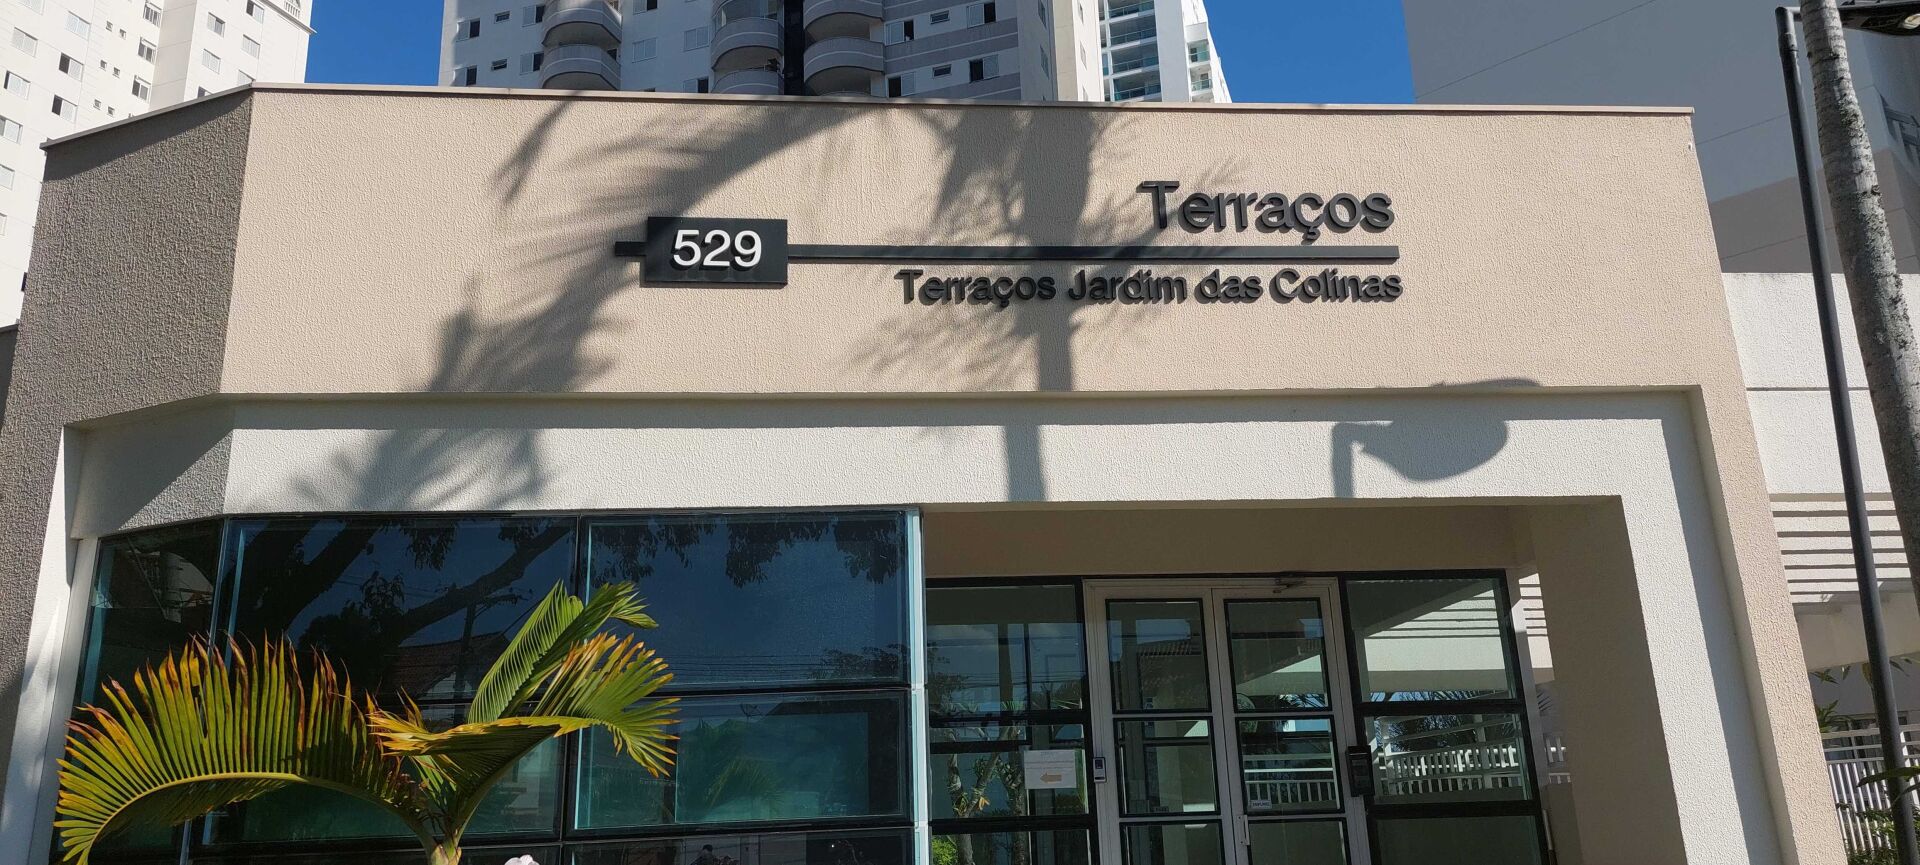 529
Terraços
Terraços Jardim das Colinas